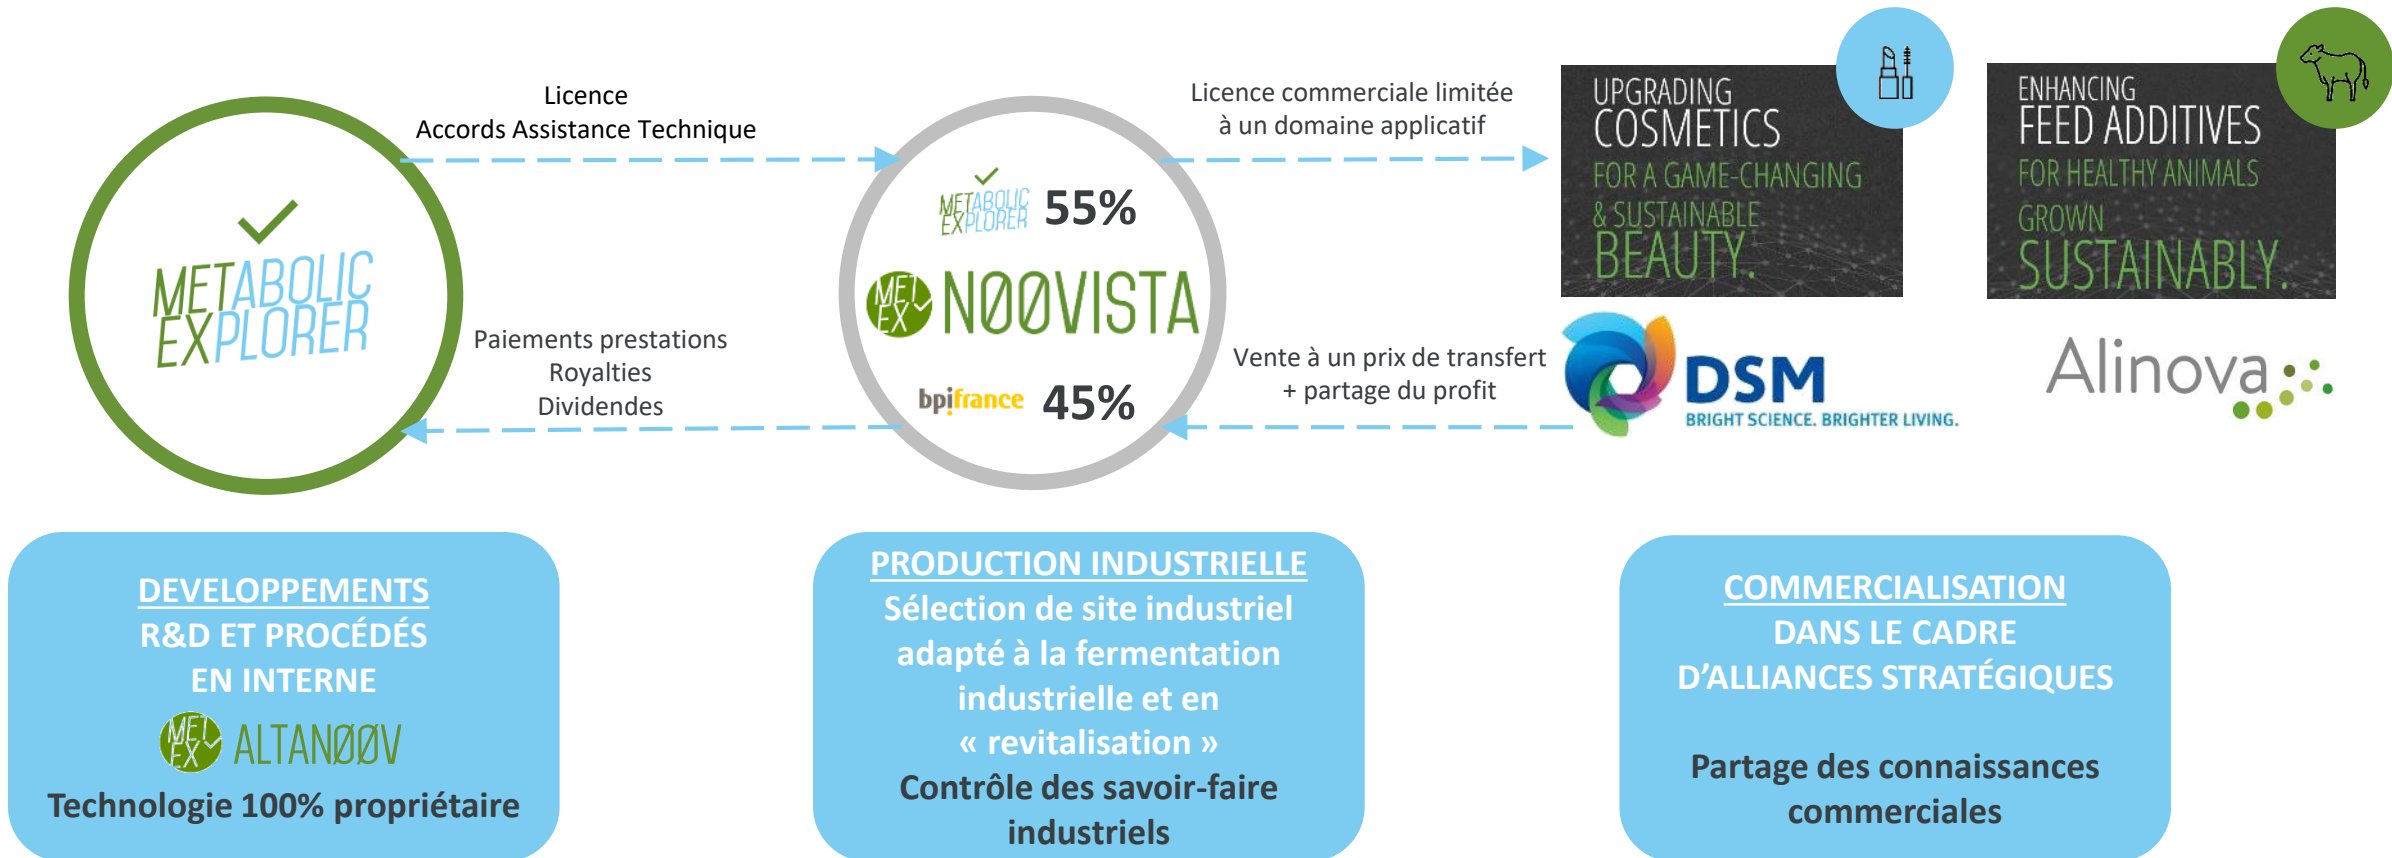 METABOLIC
EXPLORER
Licence
Accords Assistance Technique
Paiements prestations
Royalties
Dividendes
METABOLIC
EXPLORER
55%
MET
EX
NØØVISTA
bpifrance
45%
Licence commerciale limitée
à un domaine applicatif
Vente à un prix de transfert
+ partage du profit
UPGRADING
COSMETICS
FOR A GAME-CHANGING
& SUSTAINABLE
BEAUTY.
DSM
BRIGHT SCIENCE. BRIGHTER LIVING.
ENHANCING
FEED ADDITIVES
FOR HEALTHY ANIMALS
GROWN
SUSTAINABLY.
Alinova
DEVELOPPEMENTS
R&D ET PROCÉDÉS
EN INTERNE
MET
EX
ALTANØØV
Technologie 100% propriétaire
PRODUCTION INDUSTRIELLE
Sélection de site industriel
adapté à la fermentation
industrielle et en
« revitalisation »
Contrôle des savoir-faire
industriels
COMMERCIALISATION
DANS LE CADRE
D’ALLIANCES STRATÉGIQUES
Partage des connaissances
commerciales